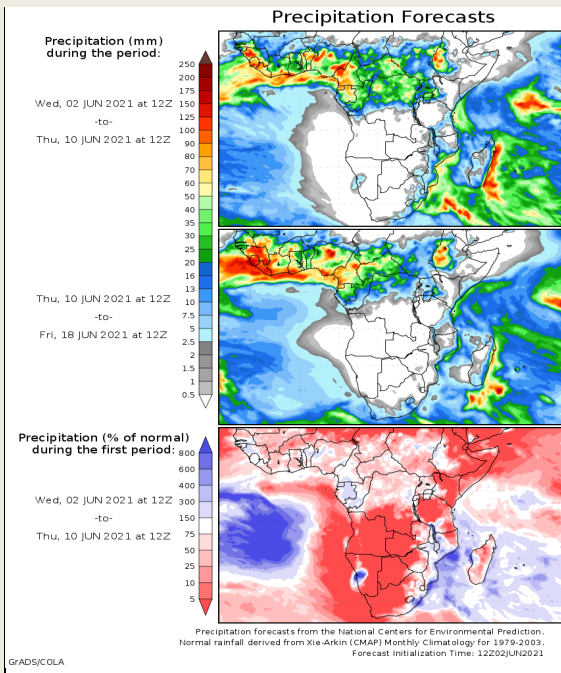 Precipitation Forecasts
Precipitation (mm)
during the period:
250
200
175
150
125
100
90
80
70
60
50
40
35
30
25
20
16
13
10
7.5
5
2.5
2
1.5
1
0.5
Wed, 02 JUN 2021 at 12Z
-to-
Thu, 10 JUN 2021 at 12Z
Thu, 10 JUN 2021 at 12Z
-to-
Fri, 18 JUN 2021 at 12Z
Precipitation (% of normal)
during the first period:
800
600
400
300
150
75
50
25
10
5
Wed, 02 JUN 2021 at 12Z
-to-
Thu, 10 JUN 2021 at 12Z
Precipitation forecasts from the National Centers for Environmental Prediction.
Normal rainfall derived from Xie-Arkin (CMAP) Monthly Climatology for 1979-2003.
Forecast Initialization Time: 12Z02JUN2021
GrADS/COLA